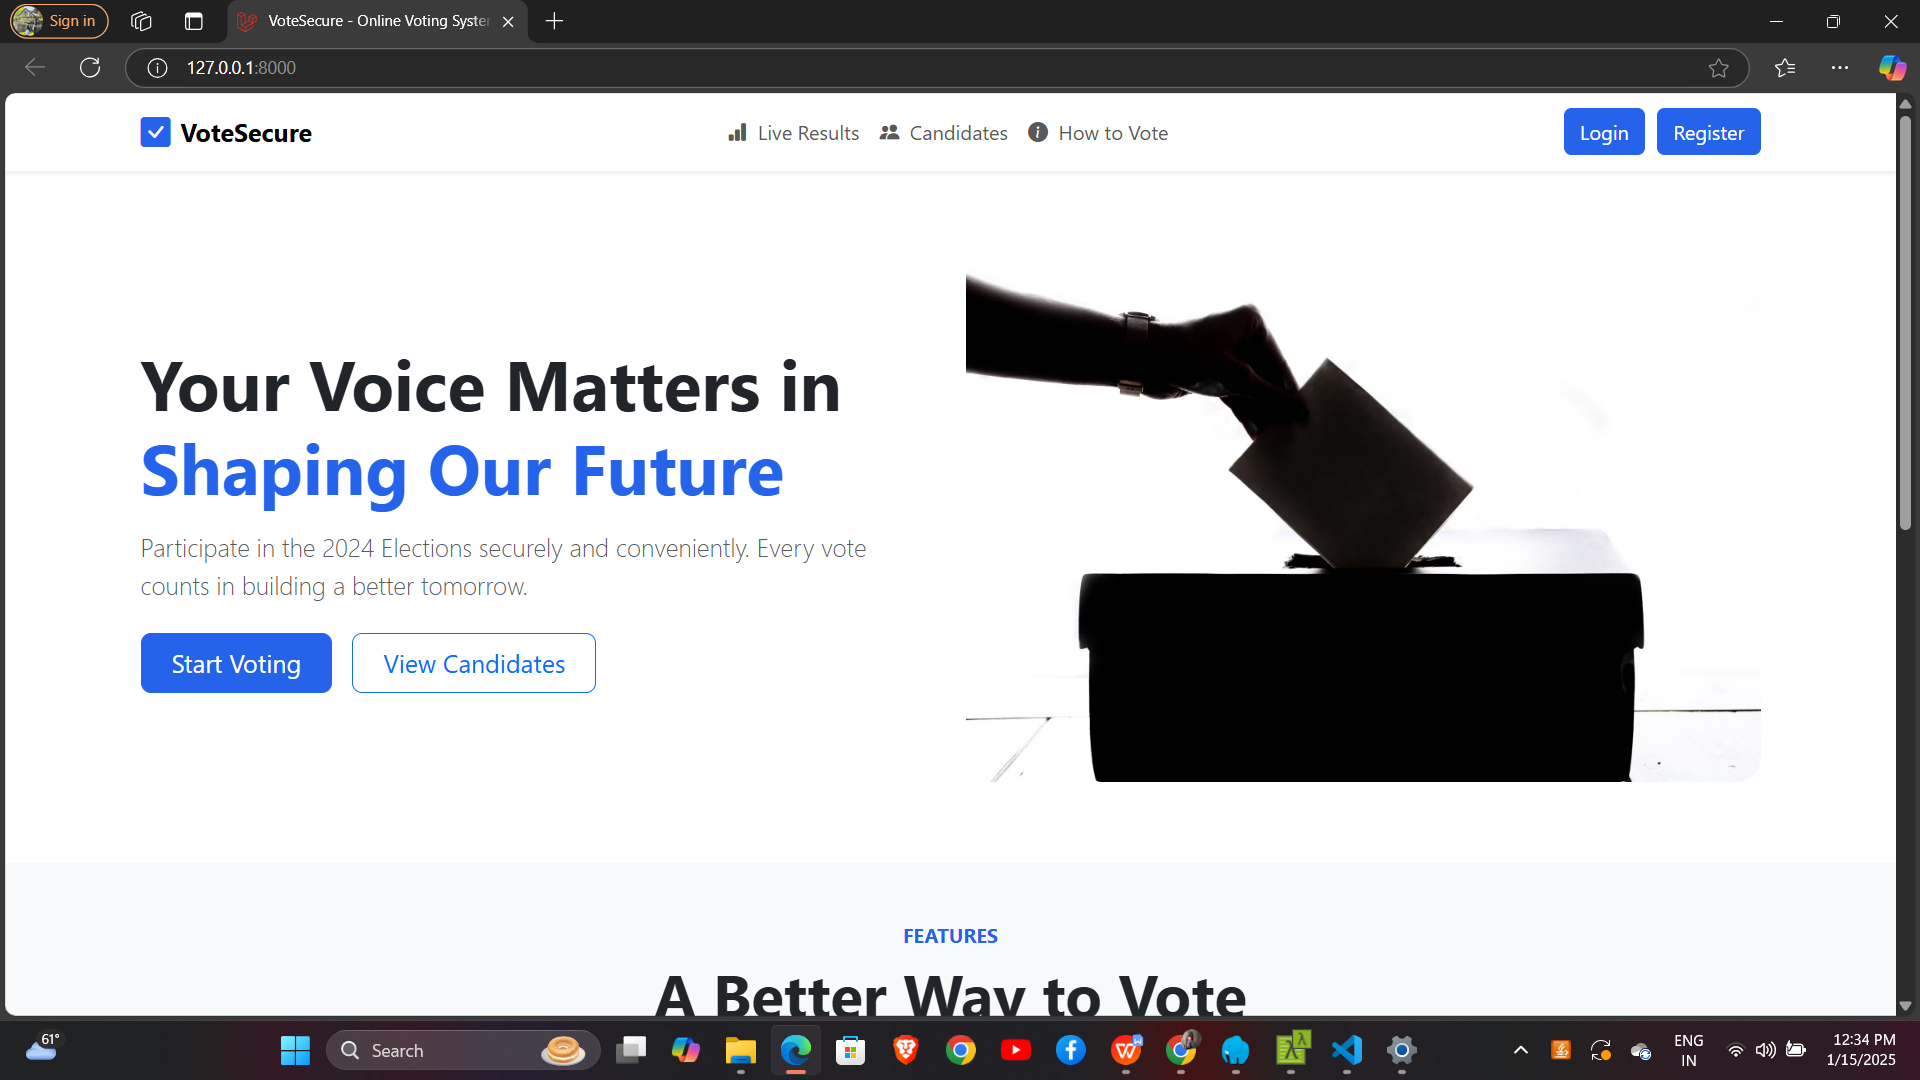 Sign in
VoteSecure - Online Voting Syster
127.0.0.1:8000
VoteSecure
Live Results
Candidates
How to Vote
Login
Register
Your Voice Matters in
Shaping Our Future
Participate in the 2024 Elections securely and conveniently. Every vote
counts in building a better tomorrow.
Start Voting
View Candidates
FEATURES
A Better Way to Vote
61°
Search
ENG
IN
12:34 PM
1/15/2025